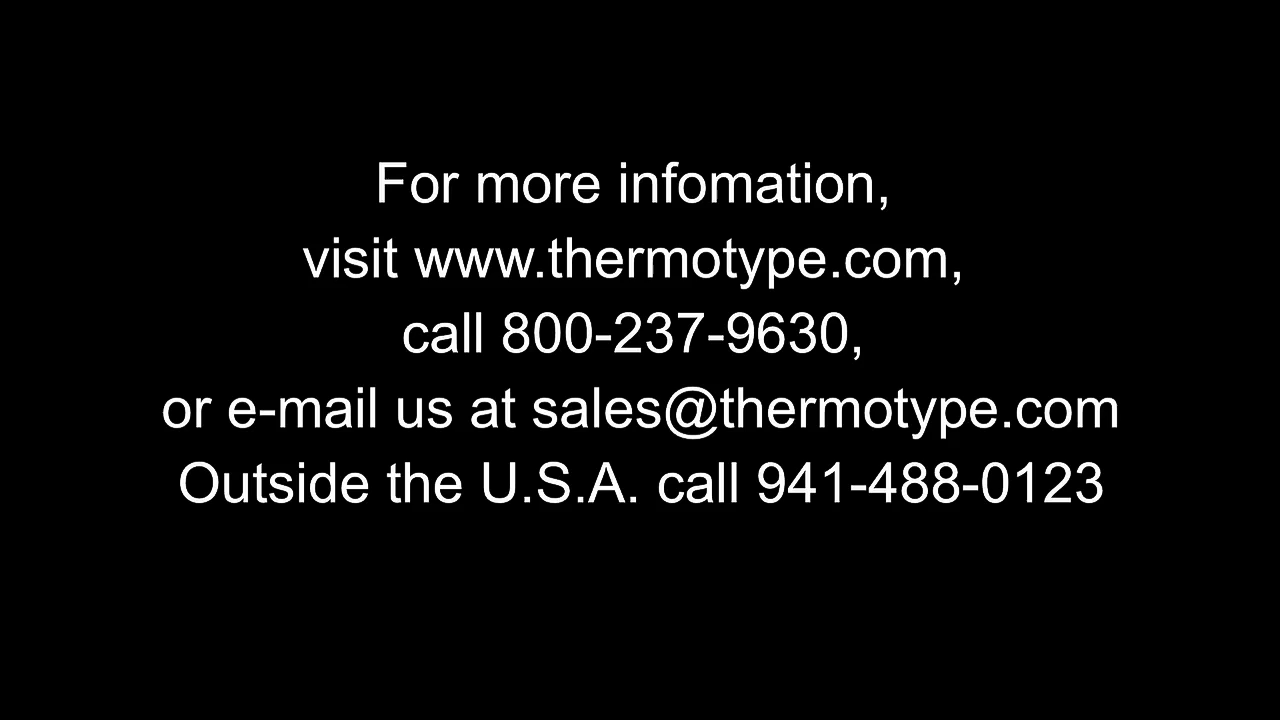 For more infomation,
visit www.thermotype.com,
call 800-237-9630,
or e-mail us at sales@thermotype.com
Outside the U.S.A. call 941-488-0123